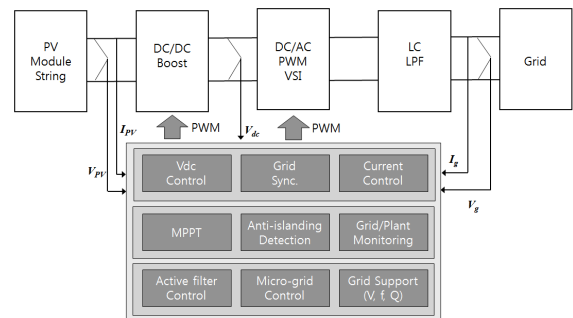 PV
Module
String
DC/DC
Boost
DC/AC
PWM
VSI
LC
LPF
Grid
I_PV
PWM
V_dc
PWM
I_g
V_PV
V_g
Vdc
Control
Grid
Sync.
Current
Control
MPPT
Anti-islanding
Detection
Grid/Plant
Monitoring
Active filter
Control
Micro-grid
Control
Grid Support
(V, f, Q)